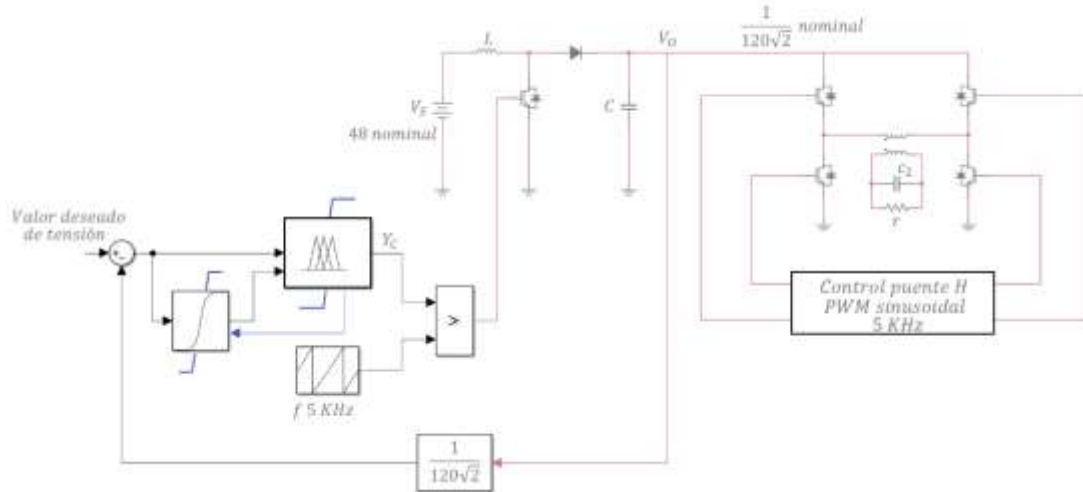 1
120√2 nominal
L
V_O
V_E
48 nominal
C
c_2
r
Valor deseado
de tensión
Y_C
>
Control puente H
PWM sinusoidal
5 KHz
f 5 KHz
1
120√2